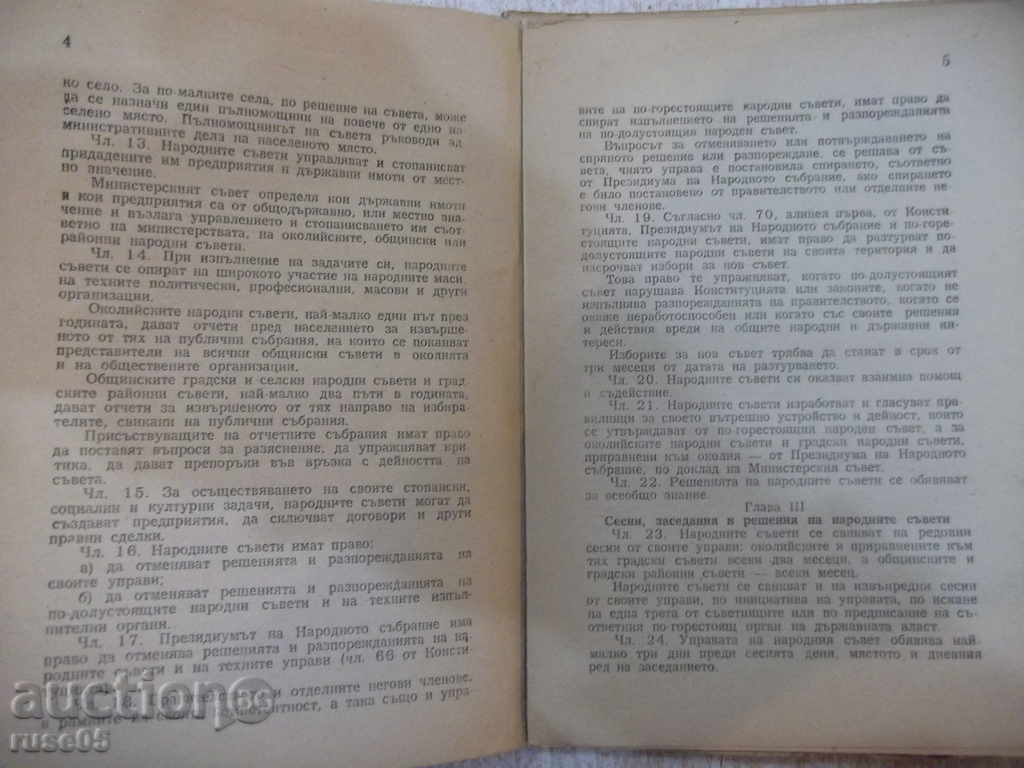 4
ко село. За по-малките села, по решение на съвета, може
да се назначи един пълномощник на повече от едно на-
селено място. Пълномощникът на съвета ръководи ад-
министративните дела на населеното място.
Чл. 13. Народните съвети управляват и стопанисват
придадените им предприятия и държавни имоти от мест-
но значение.
Министерският съвет определя кои държавни имоти
и кои предприятия са от общодържавно, или местно зна-
чение и възлага управлението и стопанисването им съот-
ветно на министерствата, на околийските, общински или
районни народни съвети.
Чл. 14. При изпълнение на задачите си, народните
съвети се опират на широкото участие на народните маси,
на техните политически, професионални, масови и други
организации.
Околийските народни съвети, най-малко един път през
годината, дават отчети пред населението за извърше-
ното от тях на публични събрания, на които се поканват
представители на всички общински съвети в околията
и на обществените организации.
Общинските градски и селски народни съвети и град-
ските районни съвети, най-малко два пъти в годината,
дават отчети за извършеното от тях направо на избира-
телите, свикани на публични събрания.
Присъствуващите на отчетните събрания имат право
да поставят въпроси за разяснение, да упражняват кри-
тика, да дават препоръки във връзка с дейността на
съвета.
Чл. 15. За осъществяването на своите стопански,
социални и културни задачи, народните съвети могат да
създават предприятия, да сключват договори и други
правни сделки.
Чл. 16. Народните съвети имат право:
а) да отменяват решенията и разпорежданията на
своите управи;
б) да отменяват решенията и разпорежданията на
по-долустоящите народни съвети и на техните изпъл-
нителни органи.
Чл. 17. Президиумът на Народното събрание има
право да отменява решенията и разпорежданията на на-
родните съвети и на техните управи (чл. 66 от Консти-
отделните негови членове,
в рамките на а така също и упра-
5
вите на по-горестоящите народни съвети, имат право да
спират изпълнението на решенията и разпорежданията
на по-долустоящия народен съвет.
Въпросът за отменяването или потвърждаването на
спряното решение или разпореждане, се решава от съ-
вета, чиято управа е постановила спирането, съответно
от Президиума на Народното събрание, ако спирането
е било постановено от правителството или отделните не-
гови членове.
Чл. 19. Съгласно чл. 70, алинея първа, от Консти-
туцията, Президиумът на Народното събрание и по-горе-
стоящите народни съвети, имат право да разтурват по-
долустоящите народни съвети на своята територия и да
насрочват избори за нов съвет.
Това право те упражняват, когато по-долустоящият
съвет нарушава Конституцията или законите, когато не
изпълнява разпорежданията на правителството, когато се
окаже неработоспособен или когато със своите решения
и действия вреди на общите народни и държавни ин-
тереси.
Изборите за нов съвет трябва да станат в срок от
три месеци от датата на разтурването.
Чл. 20. Народните съвети си оказват взаимна помощ
и съдействие.
Чл. 21. Народните съвети изработват и гласуват пра-
вилници за своето вътрешно устройство и дейност, които
се утвърждават от по-горестоящия народен съвет, а за
околийските народни съвети и градски народни съвети,
приравнени към околия — от Президиума на Народното
събрание, по доклад на Министерския съвет.
Чл. 22. Решенията на народните съвети се обявяват
за всеобщо знание.
Глава III
Сесии, заседания и решения на народните съвети
Чл. 23. Народните съвети се свикват на редовни
сесии от своите управи: околийските и приравнените към
тях градски съвети всеки два месеци, а общинските и
градски районни съвети — всеки месец.
Народните съвети се свикват и на извънредни сесии
от своите управи, по инициатива на управата, по искане
на една трета от съветниците или по предписание на съ-
ответния по-горестоящ орган на държавната власт.
Чл. 24. Управата на народния съвет обявява най-
малко три дни преди сесията деня, мястото и дневния
ред на заседанието.
auction
ruse05